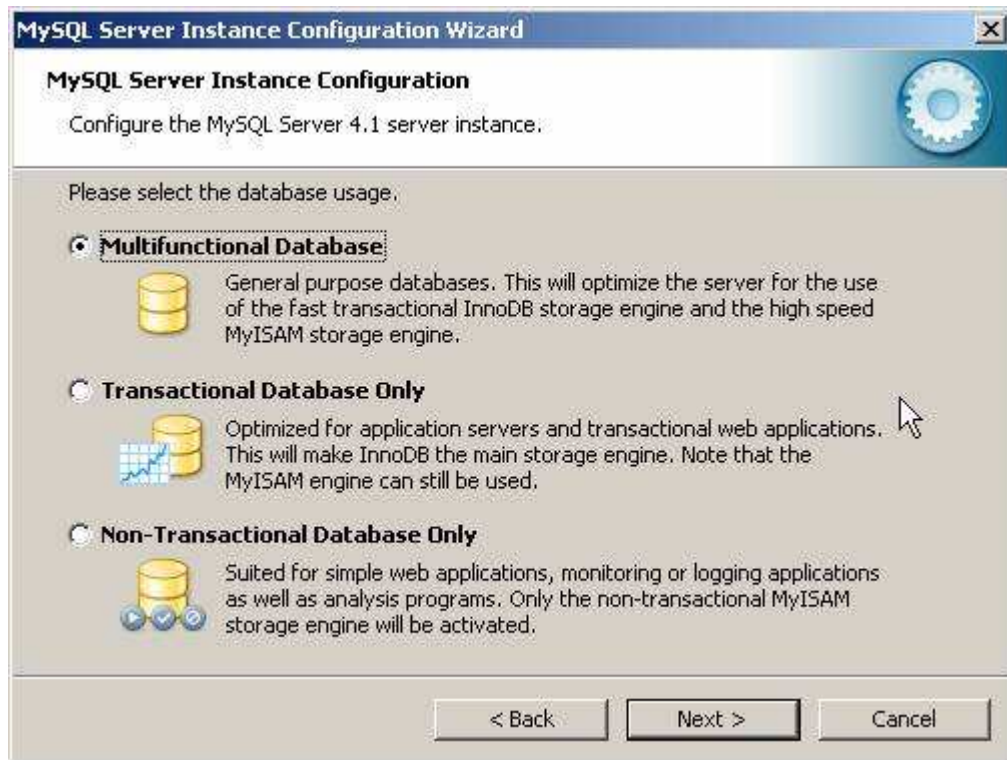 MySQL Server Instance Configuration Wizard
MySQL Server Instance Configuration
Configure the MySQL Server 4.1 server instance.
Please select the database usage.
Multifunctional Database
General purpose databases. This will optimize the server for the use
of the fast transactional InnoDB storage engine and the high speed
MyISAM storage engine.
Transactional Database Only
Optimized for application servers and transactional web applications.
This will make InnoDB the main storage engine. Note that the
MyISAM engine can still be used.
Non-Transactional Database Only
Suited for simple web applications, monitoring or logging applications
as well as analysis programs. Only the non-transactional MyISAM
storage engine will be activated.
< Back Next > Cancel